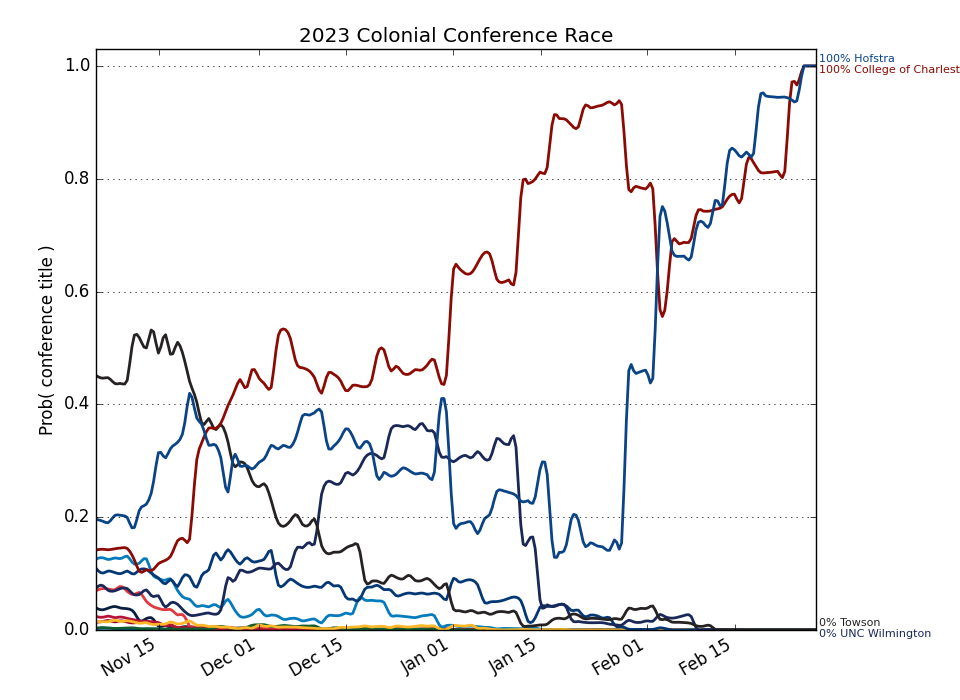 2023 Colonial Conference Race
Prob( conference title )
1.0
0.8
0.6
0.4
0.2
0.0
Nov 15
Dec 01
Dec 15
Jan 01
Jan 15
Feb 01
Feb 15
100% Hofstra
100% College of Charlest
0% Towson
0% UNC Wilmington